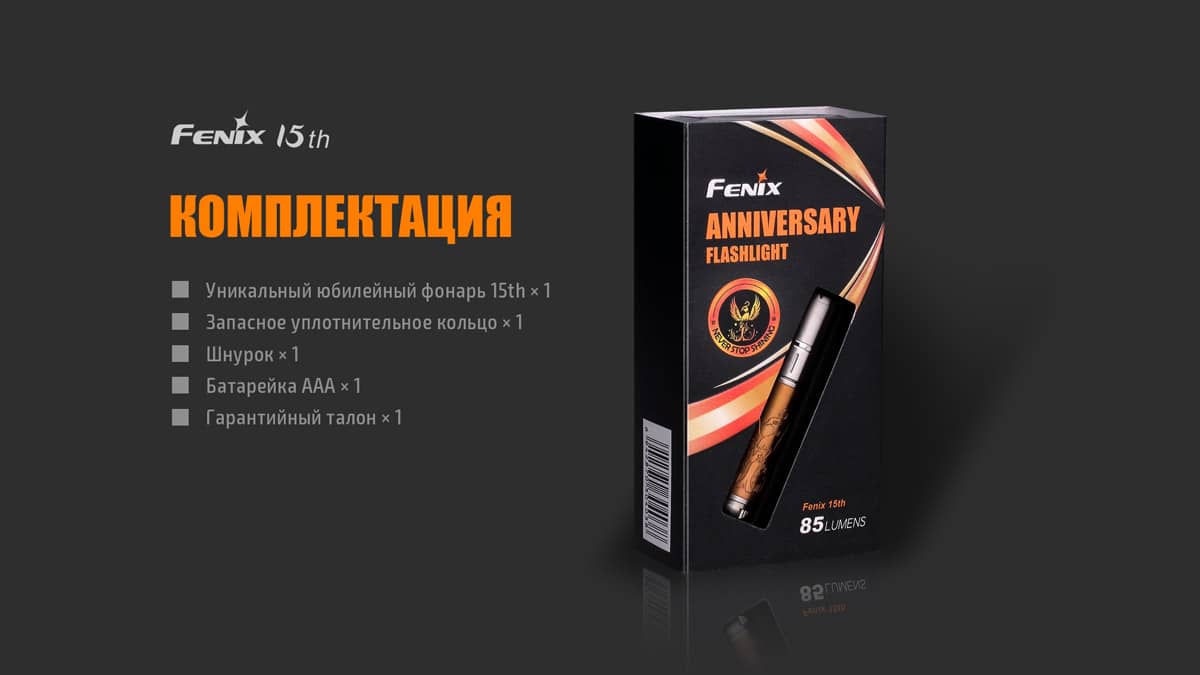 FENIX 15th
КОМПЛЕКТАЦИЯ
Уникальный юбилейный фонарь 15th × 1
Запасное уплотнительное кольцо × 1
Шнурок × 1
Батарейка AAA × 1
Гарантийный талон × 1
FENIX
ANNIVERSARY
FLASHLIGHT
NEVER STOP SHINING
Fenix 15th
85 LUMENS